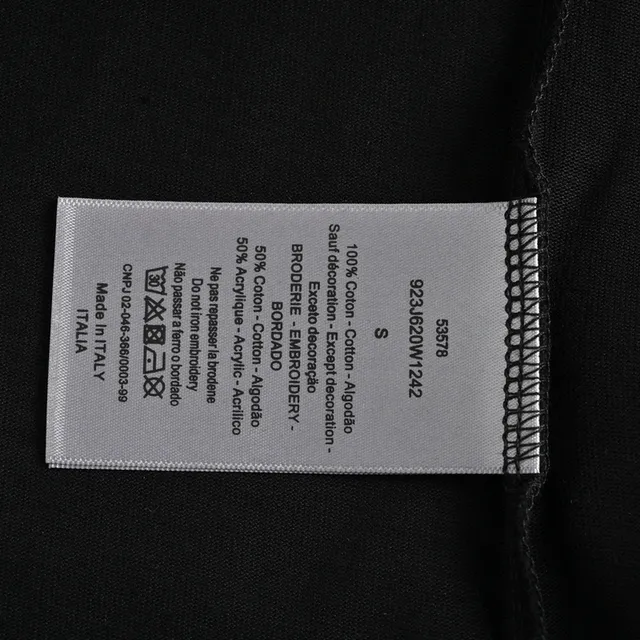 53578
923J620W1242
S
100% Coton - Cotton - Algodão
Sauf décoration - Except decoration -
Exceto decoração
BRODERIE - EMBROIDERY -
BORDADO
50% Coton - Cotton - Algodão
50% Acrylique - Acrylic - Acrílico
Ne pas repasser la broderie
Do not iron embroidery
Não passar a ferro o bordado
CNPJ 02-046-386/0003-99
Made In ITALY
ITALIA